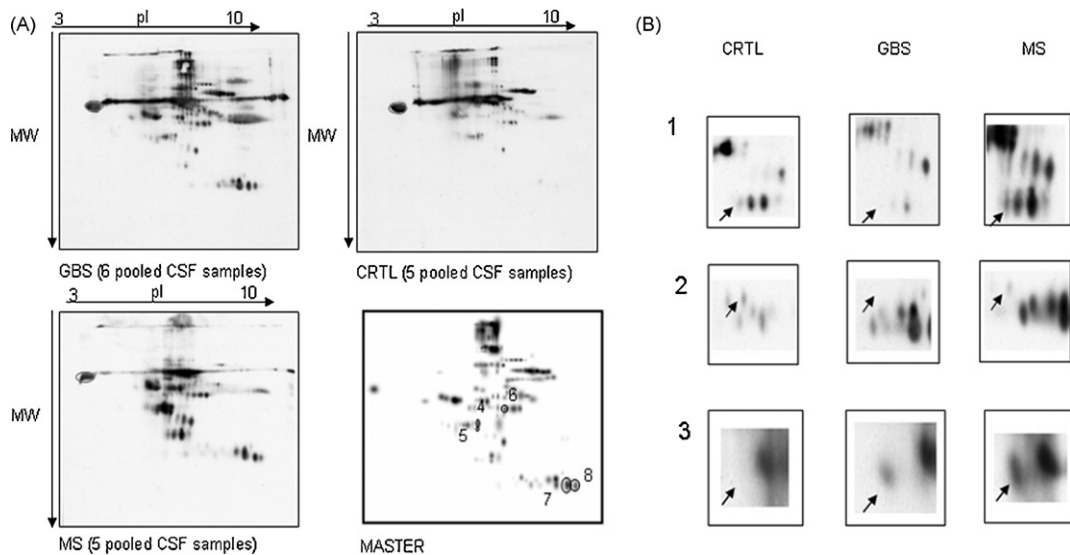 (A)
3 pI 10
MW
GBS (6 pooled CSF samples)
3 pI 10
MW
CRTL (5 pooled CSF samples)
3 pI 10
MW
MS (5 pooled CSF samples)
4 6
5
7 8
MASTER
(B)
CRTL GBS MS
1
2
3